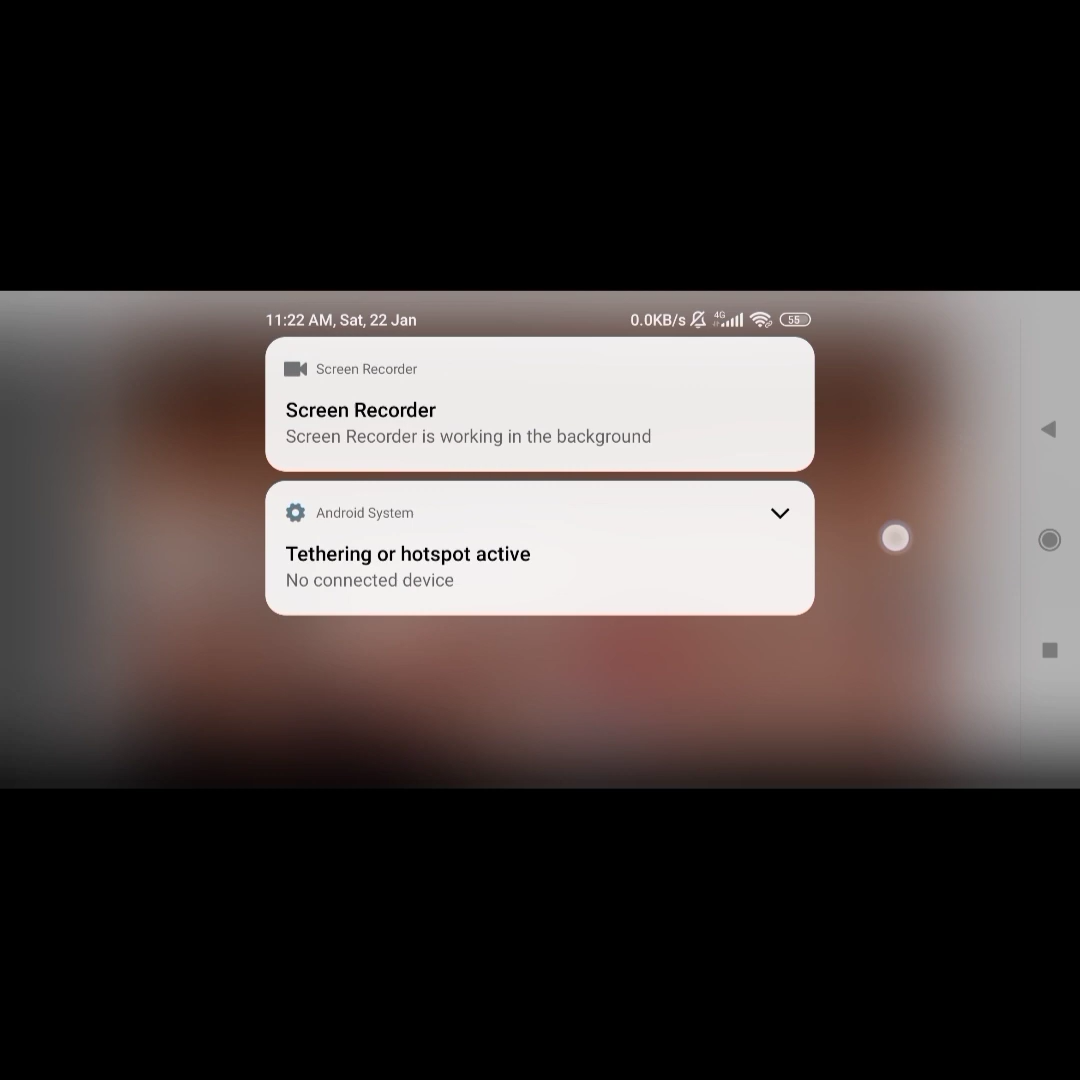 11:22 AM, Sat, 22 Jan 0.0KB/s 4G 55
Screen Recorder
Screen Recorder
Screen Recorder is working in the background
Android System
Tethering or hotspot active
No connected device